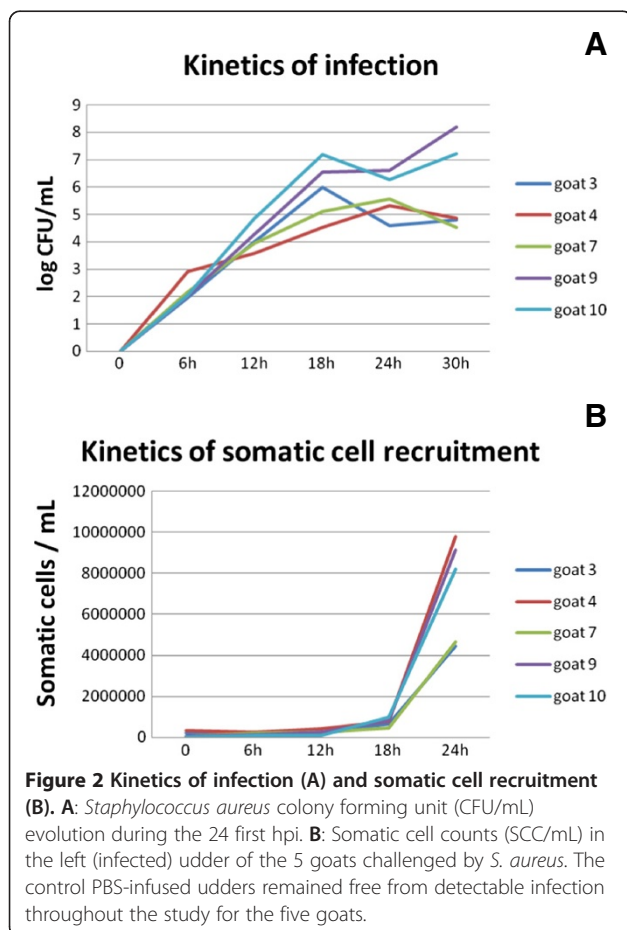 A
Kinetics of infection
log CFU/mL
9
8
7
6
5
4
3
2
1
0
0 6h 12h 18h 24h 30h
goat 3
goat 4
goat 7
goat 9
goat 10
B
Kinetics of somatic cell recruitment
Somatic cells / mL
12000000
10000000
8000000
6000000
4000000
2000000
0
0 6h 12h 18h 24h
goat 3
goat 4
goat 7
goat 9
goat 10
Figure 2 Kinetics of infection (A) and somatic cell recruitment
(B). A: Staphylococcus aureus colony forming unit (CFU/mL)
evolution during the 24 first hpi. B: Somatic cell counts (SCC/mL) in
the left (infected) udder of the 5 goats challenged by S. aureus. The
control PBS-infused udders remained free from detectable infection
throughout the study for the five goats.